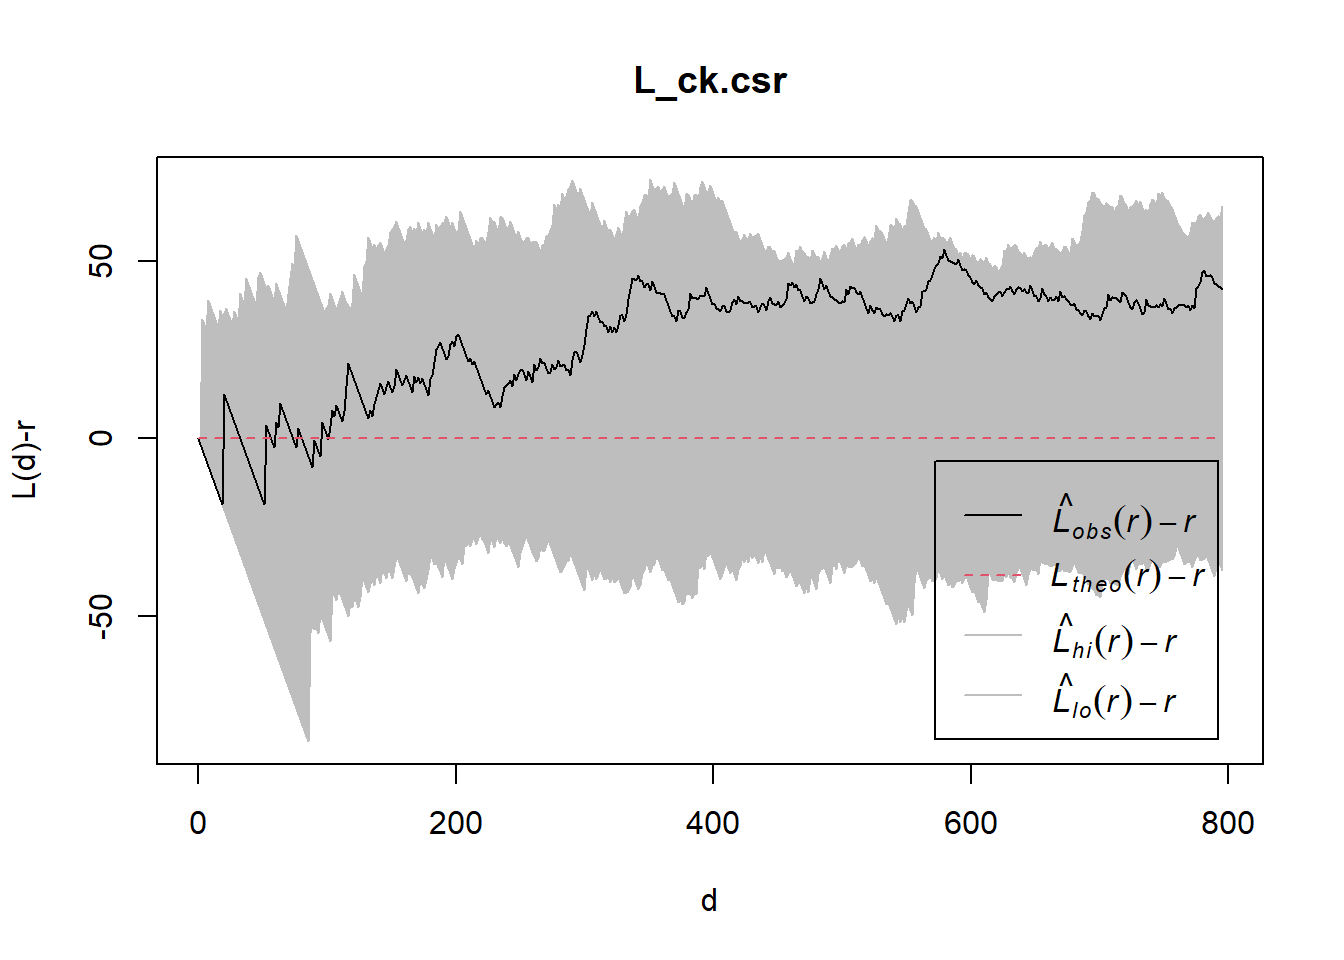 L_ck.csr
L(d)-r
50
0
-50
0 200 400 600 800
d
L̂obs(r) − r
Ltheo(r) − r
L̂hi(r) − r
L̂lo(r) − r